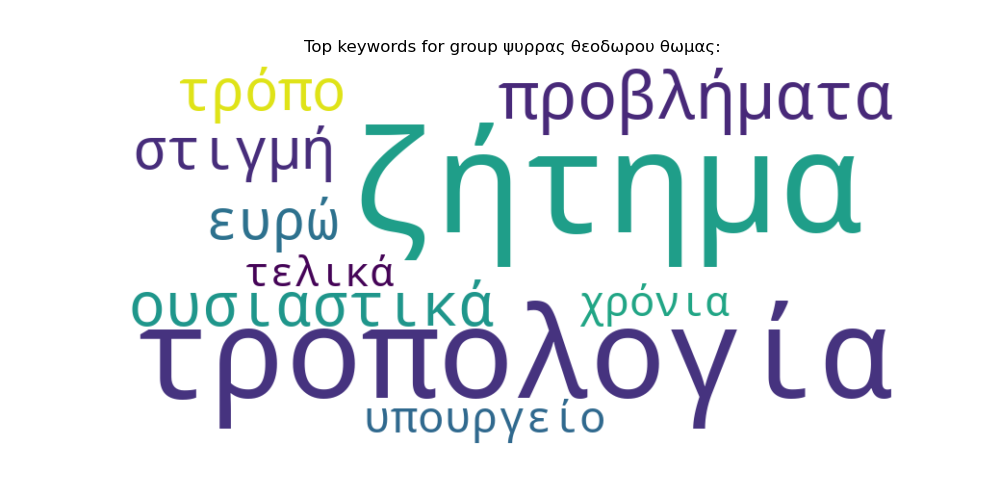 Top keywords for group ψυρρας θεοδωρου θωμας:
τρόπο
προβλήματα
στιγμή
ζήτημα
ευρώ
τελικά
ουσιαστικά
χρόνια
τροπολογία
υπουργείο